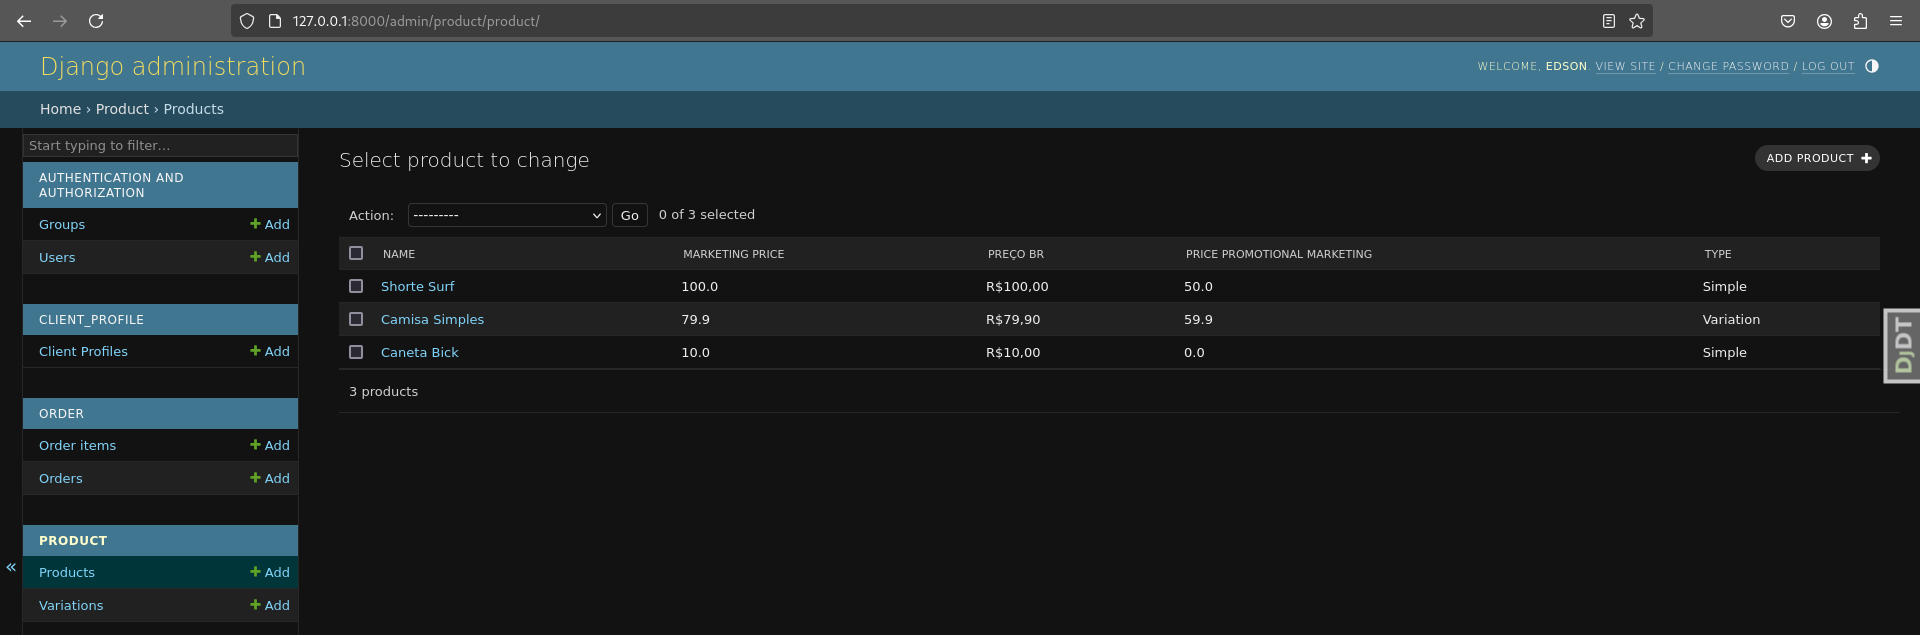 127.0.0.1:8000/admin/product/product/
Django administration
WELCOME, EDSON. VIEW SITE / CHANGE PASSWORD / LOG OUT
Home › Product › Products
Start typing to filter…
AUTHENTICATION AND
AUTHORIZATION
Groups Add
Users Add
CLIENT_PROFILE
Client Profiles Add
ORDER
Order items Add
Orders Add
PRODUCT
Products Add
Variations Add
«
Select product to change
ADD PRODUCT
Action: --------- Go 0 of 3 selected
NAME MARKETING PRICE PREÇO BR PRICE PROMOTIONAL MARKETING TYPE
Shorte Surf 100.0 R$100,00 50.0 Simple
Camisa Simples 79.9 R$79,90 59.9 Variation
Caneta Bick 10.0 R$10,00 0.0 Simple
3 products
DjDT